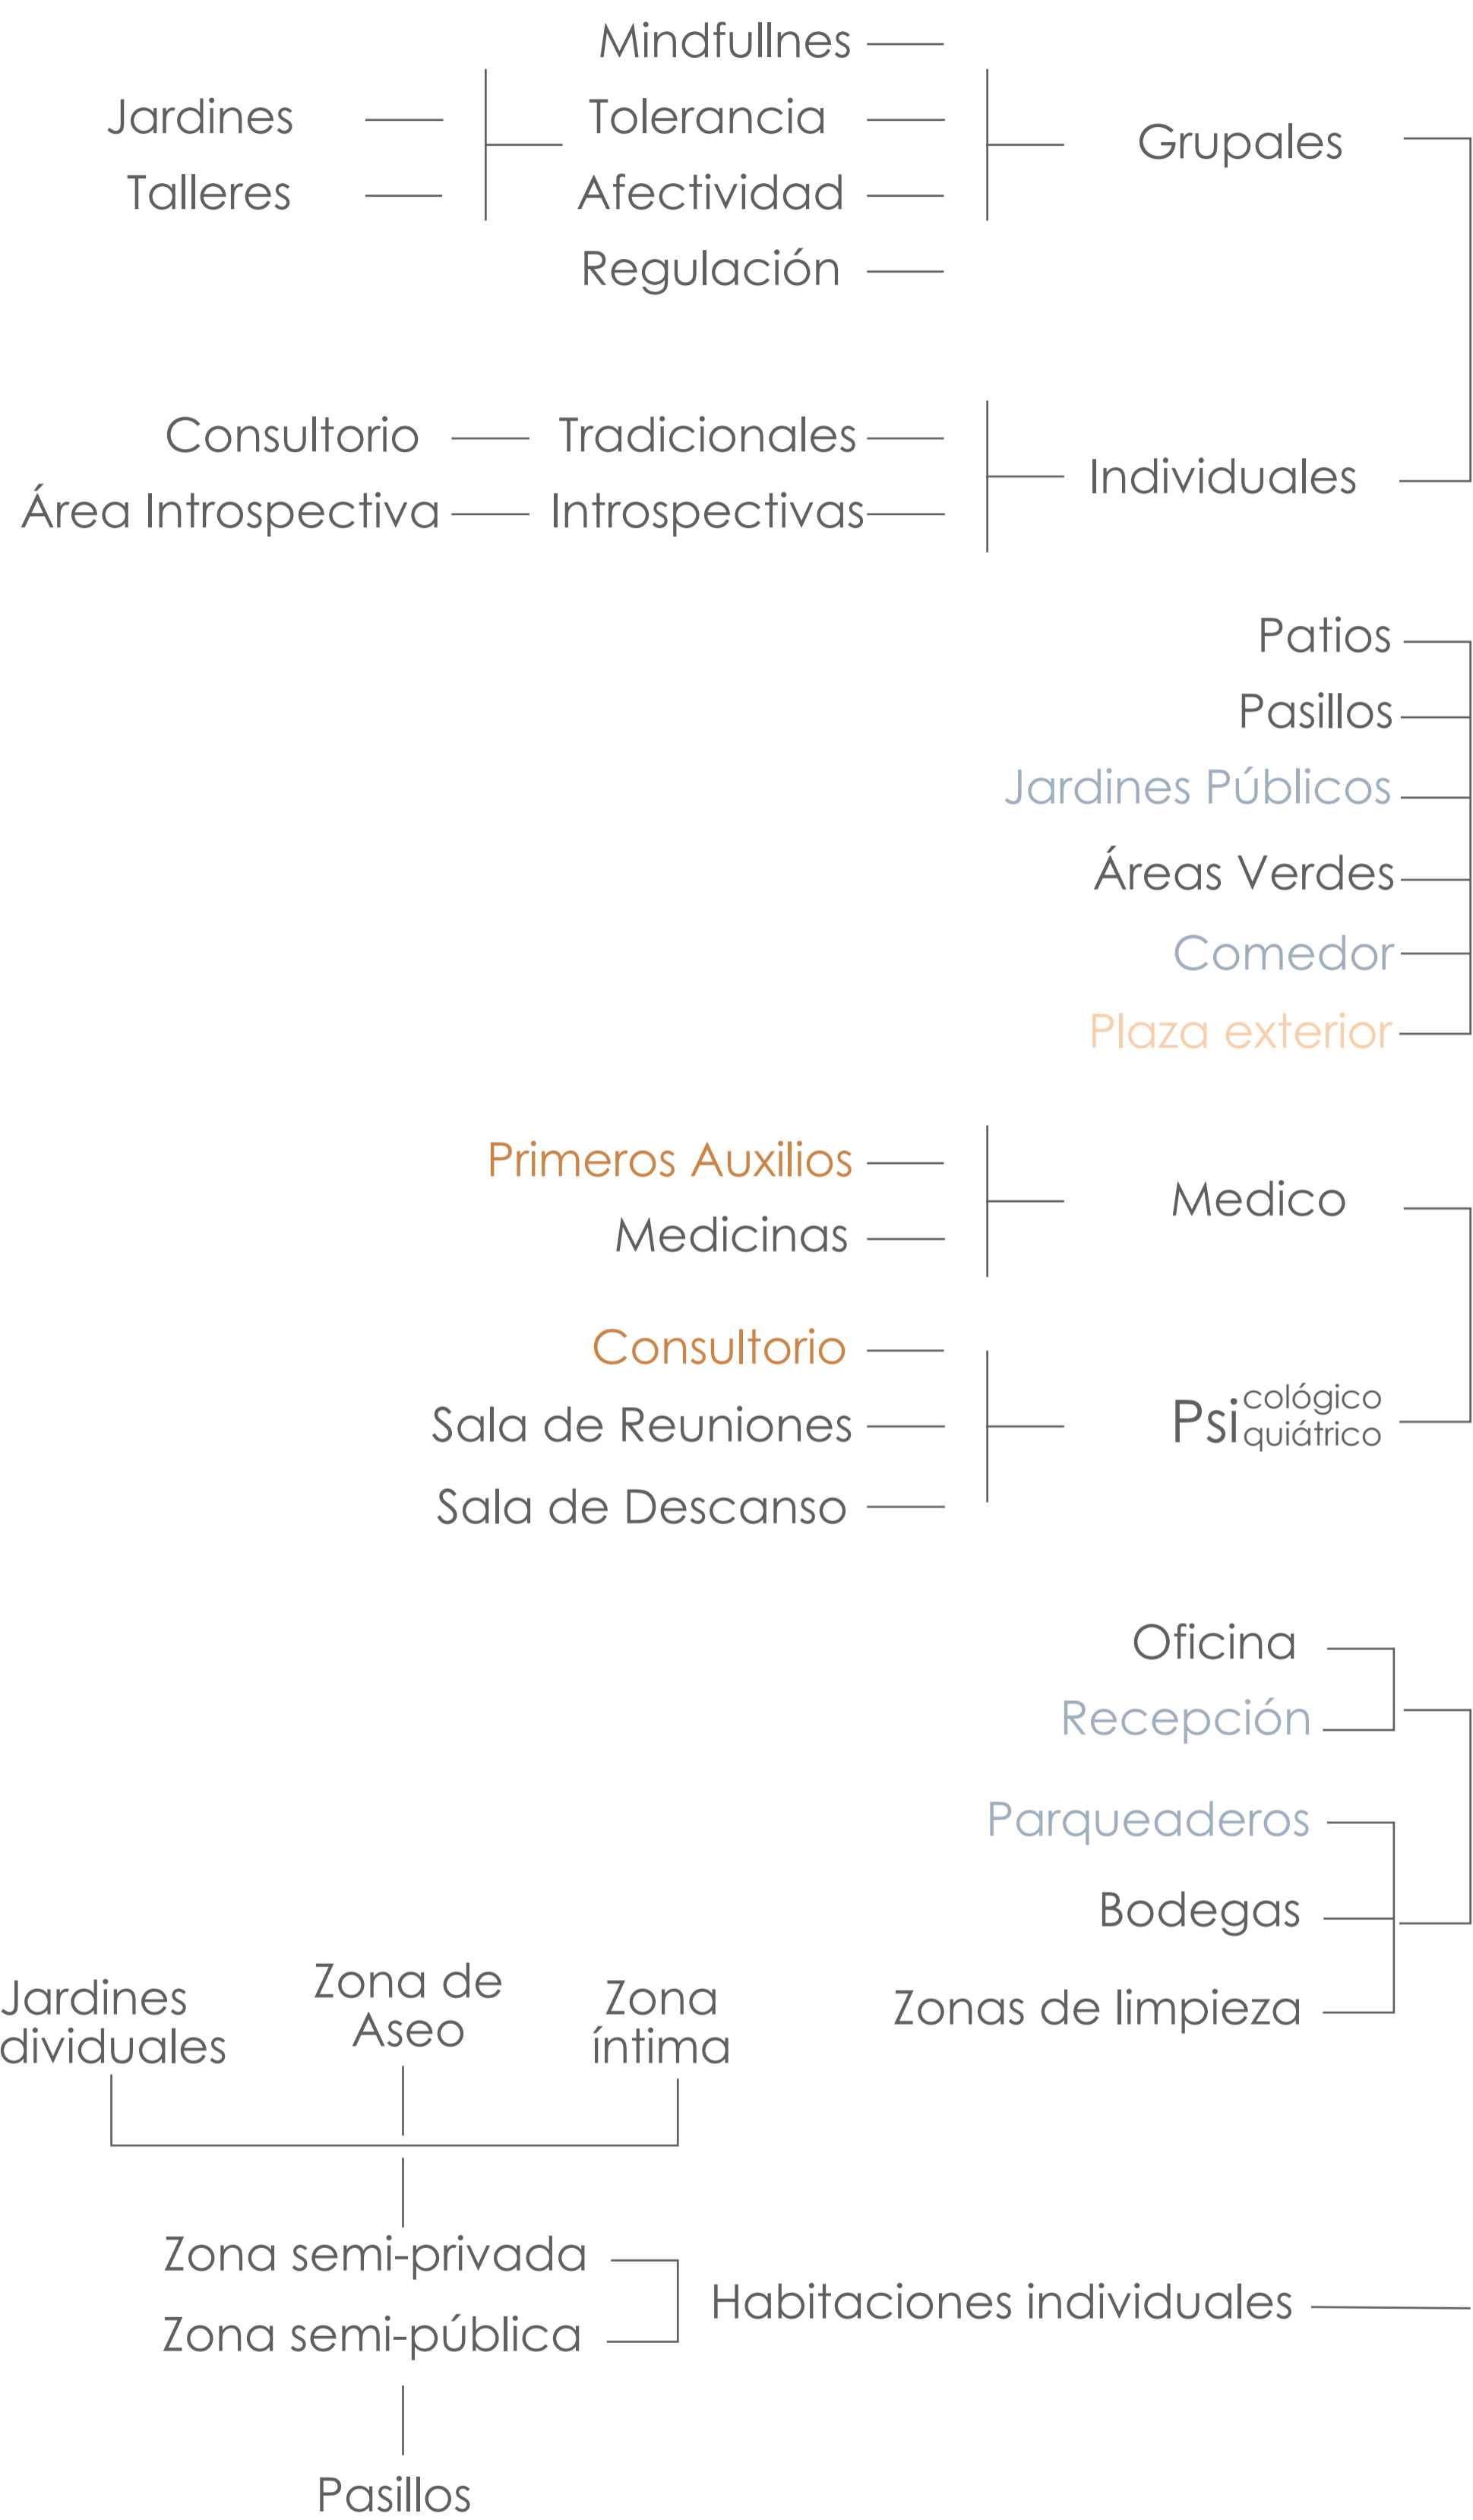 Mindfullnes
Jardines
Tolerancia
Grupales
Talleres
Afectividad
Regulación
Consultorio
Tradicionales
Individuales
Área Introspectiva
Introspectivas
Patios
Pasillos
Jardines Públicos
Áreas Verdes
Comedor
Plaza exterior
Primeros Auxilios
Medico
Medicinas
Consultorio
Psi cológico
quiátrico
Sala de Reuniones
Sala de Descanso
Oficina
Recepción
Parqueaderos
Bodegas
Zonas de limpieza
Jardines
dividuales
Zona de
Aseo
Zona
íntima
Zona semi-privada
Habitaciones individuales
Zona semi-pública
Pasillos